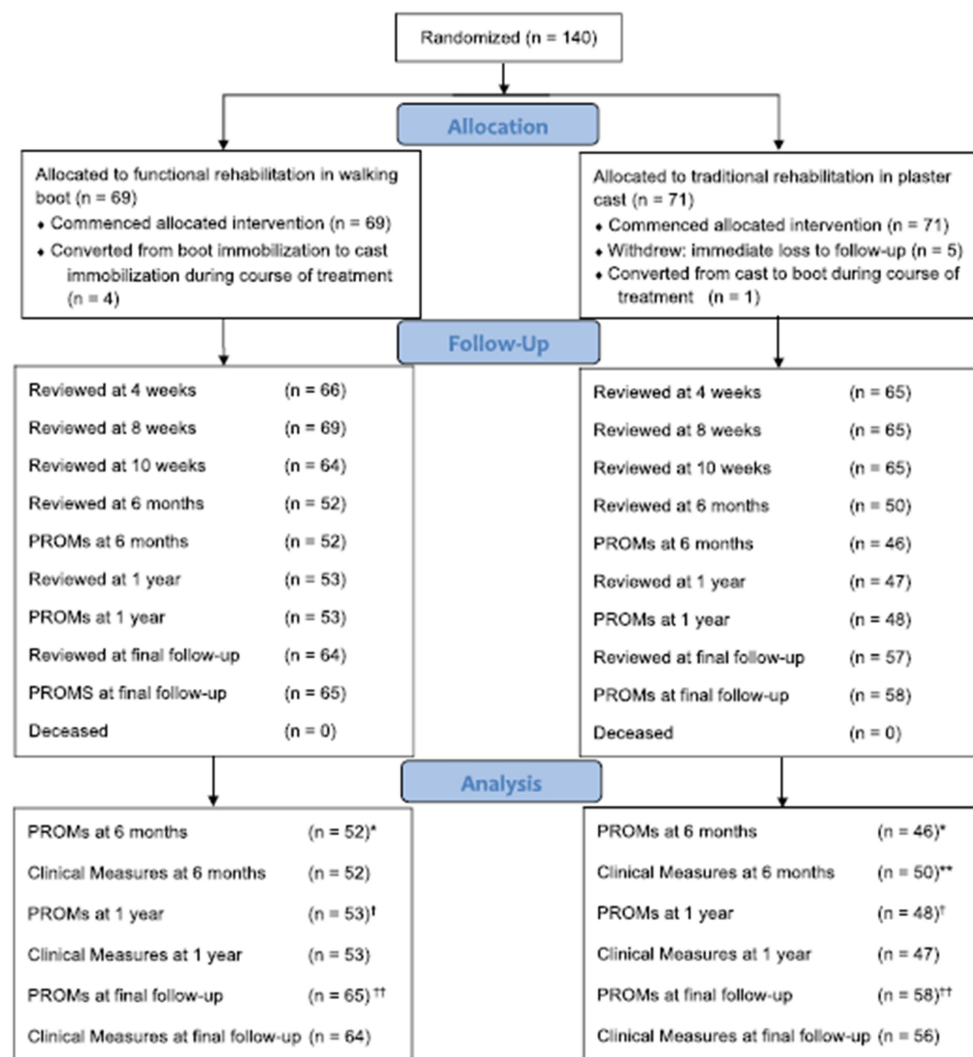 Randomized (n = 140)
Allocation
Allocated to functional rehabilitation in walking
boot (n = 69)
♦ Commenced allocated intervention (n = 69)
♦ Converted from boot immobilization to cast
immobilization during course of treatment
(n = 4)
Allocated to traditional rehabilitation in plaster
cast (n = 71)
♦ Commenced allocated intervention (n = 71)
♦ Withdrew: immediate loss to follow-up (n = 5)
♦ Converted from cast to boot during course of
treatment (n = 1)
Follow-Up
Reviewed at 4 weeks (n = 66)
Reviewed at 8 weeks (n = 69)
Reviewed at 10 weeks (n = 64)
Reviewed at 6 months (n = 52)
PROMs at 6 months (n = 52)
Reviewed at 1 year (n = 53)
PROMs at 1 year (n = 53)
Reviewed at final follow-up (n = 64)
PROMS at final follow-up (n = 65)
Deceased (n = 0)
Reviewed at 4 weeks (n = 65)
Reviewed at 8 weeks (n = 65)
Reviewed at 10 weeks (n = 65)
Reviewed at 6 months (n = 50)
PROMs at 6 months (n = 46)
Reviewed at 1 year (n = 47)
PROMs at 1 year (n = 48)
Reviewed at final follow-up (n = 57)
PROMs at final follow-up (n = 58)
Deceased (n = 0)
Analysis
PROMs at 6 months (n = 52)*
Clinical Measures at 6 months (n = 52)
PROMs at 1 year (n = 53)†
Clinical Measures at 1 year (n = 53)
PROMs at final follow-up (n = 65)††
Clinical Measures at final follow-up (n = 64)
PROMs at 6 months (n = 46)*
Clinical Measures at 6 months (n = 50)**
PROMs at 1 year (n = 48)†
Clinical Measures at 1 year (n = 47)
PROMs at final follow-up (n = 58)††
Clinical Measures at final follow-up (n = 56)